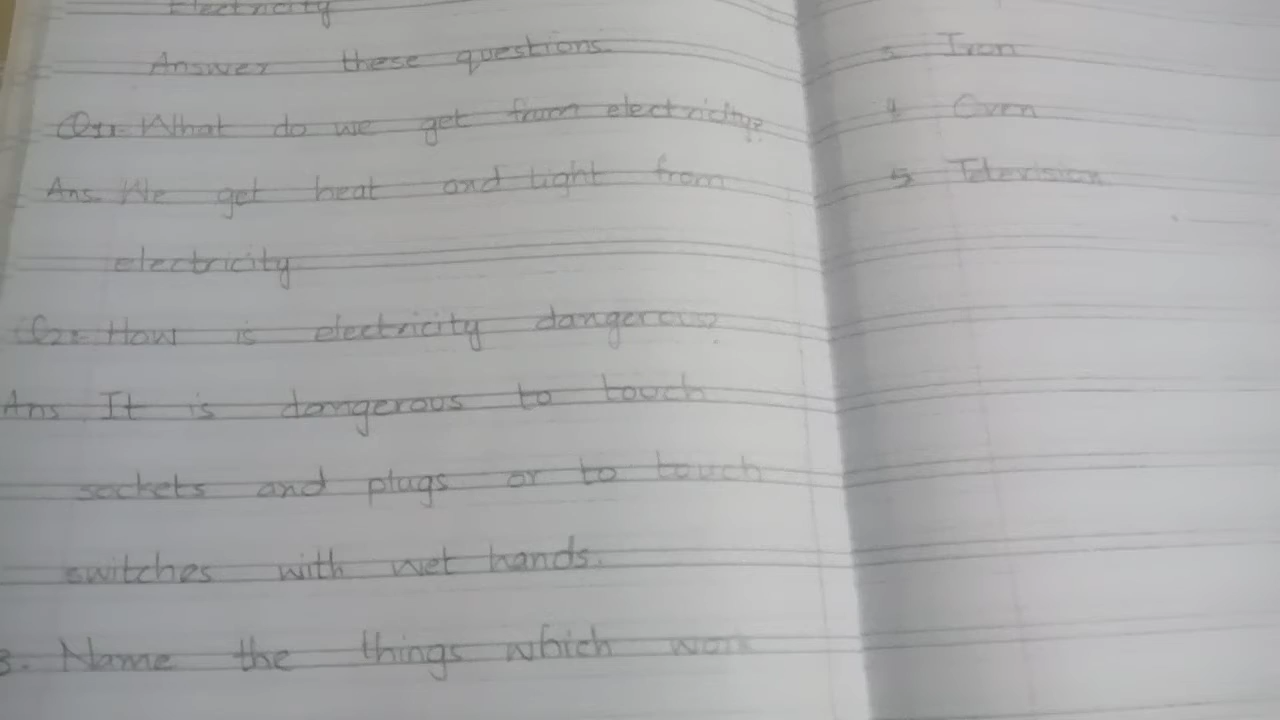 Electricity
Answer these questions.
Q1:- What do we get from electricity?
Ans. We get heat and light from
electricity
Q2:- How is electricity dangerous?
Ans It is dangerous to touch
sockets and plugs or to touch
switches with wet hands.
3. Name the things which work
3 Iron
4 Oven
5 Television